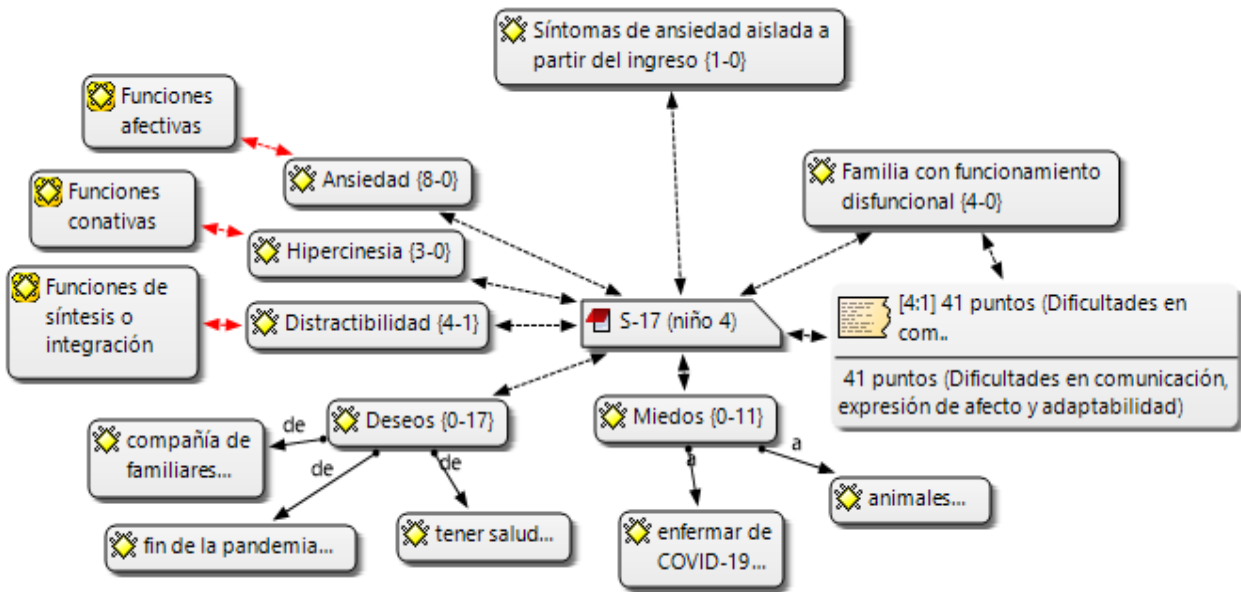 Síntomas de ansiedad aislada a
partir del ingreso {1-0}
Funciones
afectivas
Ansiedad {8-0}
Familia con funcionamiento
disfuncional {4-0}
Funciones
conativas
Hipercinesia {3-0}
Funciones de
síntesis o
integración
Distractibilidad {4-1}
S-17 (niño 4)
[4:1] 41 puntos (Dificultades en
com..
41 puntos (Dificultades en comunicación,
expresión de afecto y adaptabilidad)
Deseos {0-17}
Miedos {0-11}
de
compañía de
familiares...
de
de
a
a
animales...
fin de la pandemia...
tener salud...
enfermar de
COVID-19...